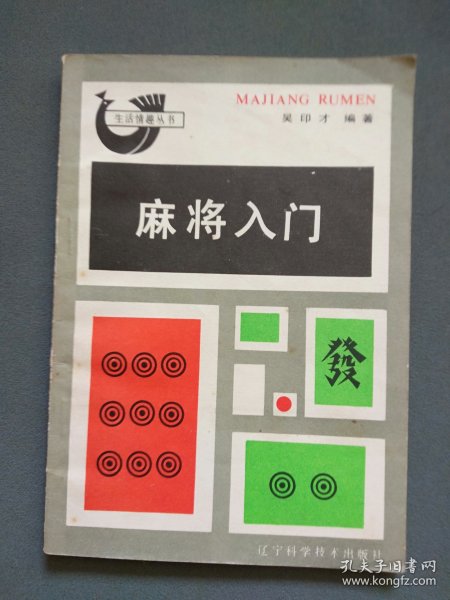 MAJIANG RUMEN
生活情趣丛书
吴印才 编著
麻将入门
發
辽宁科学技术出版社
孔夫子旧书网
www.kongfz.com